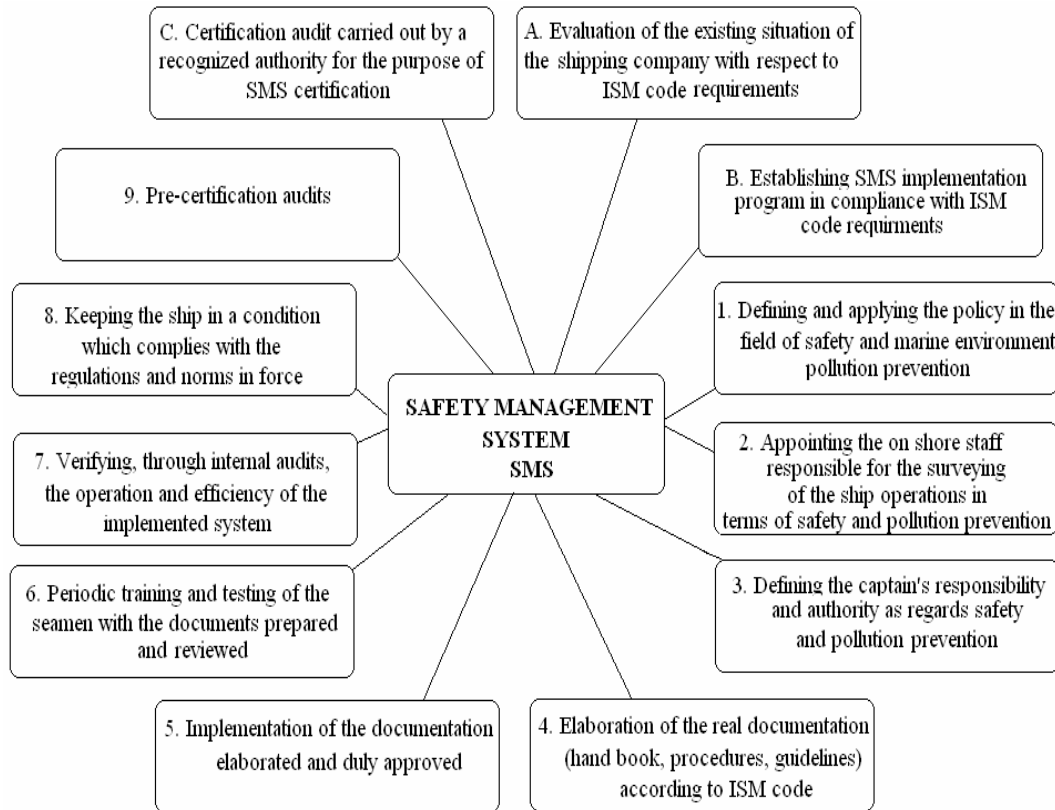 C. Certification audit carried out by a
recognized authority for the purpose of
SMS certification
A. Evaluation of the existing situation of
the shipping company with respect to
ISM code requirements
9. Pre-certification audits
B. Establishing SMS implementation
program in compliance with ISM
code requirments
8. Keeping the ship in a condition
which complies with the
regulations and norms in force
1. Defining and applying the policy in the
field of safety and marine environment
pollution prevention
SAFETY MANAGEMENT
SYSTEM
SMS
7. Verifying, through internal audits,
the operation and efficiency of the
implemented system
2. Appointing the on shore staff
responsible for the surveying
of the ship operations in
terms of safety and pollution prevention
6. Periodic training and testing of the
seamen with the documents prepared
and reviewed
3. Defining the captain's responsibility
and authority as regards safety
and pollution prevention
5. Implementation of the documentation
elaborated and duly approved
4. Elaboration of the real documentation
(hand book, procedures, guidelines)
according to ISM code